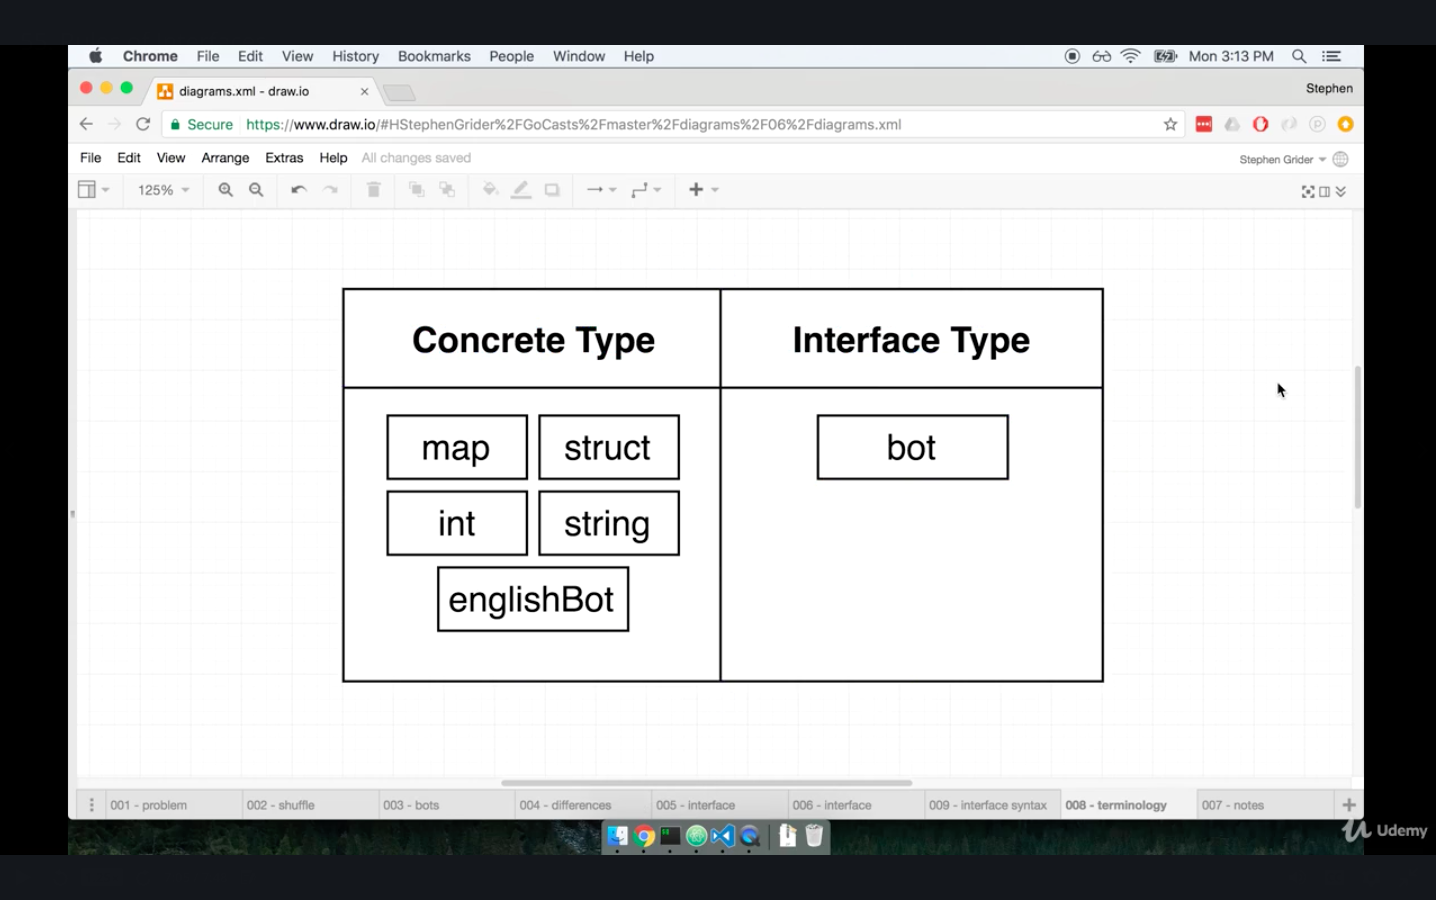 Chrome File Edit View History Bookmarks People Window Help Mon 3:13 PM
diagrams.xml - draw.io Stephen
Secure https://www.draw.io/#HStephenGrider%2FGoCasts%2Fmaster%2Fdiagrams%2F06%2Fdiagrams.xml
File Edit View Arrange Extras Help All changes saved Stephen Grider
125%
Concrete Type Interface Type
map struct bot
int string
englishBot
001 - problem 002 - shuffle 003 - bots 004 - differences 005 - interface 006 - interface 009 - interface syntax 008 - terminology 007 - notes
Udemy